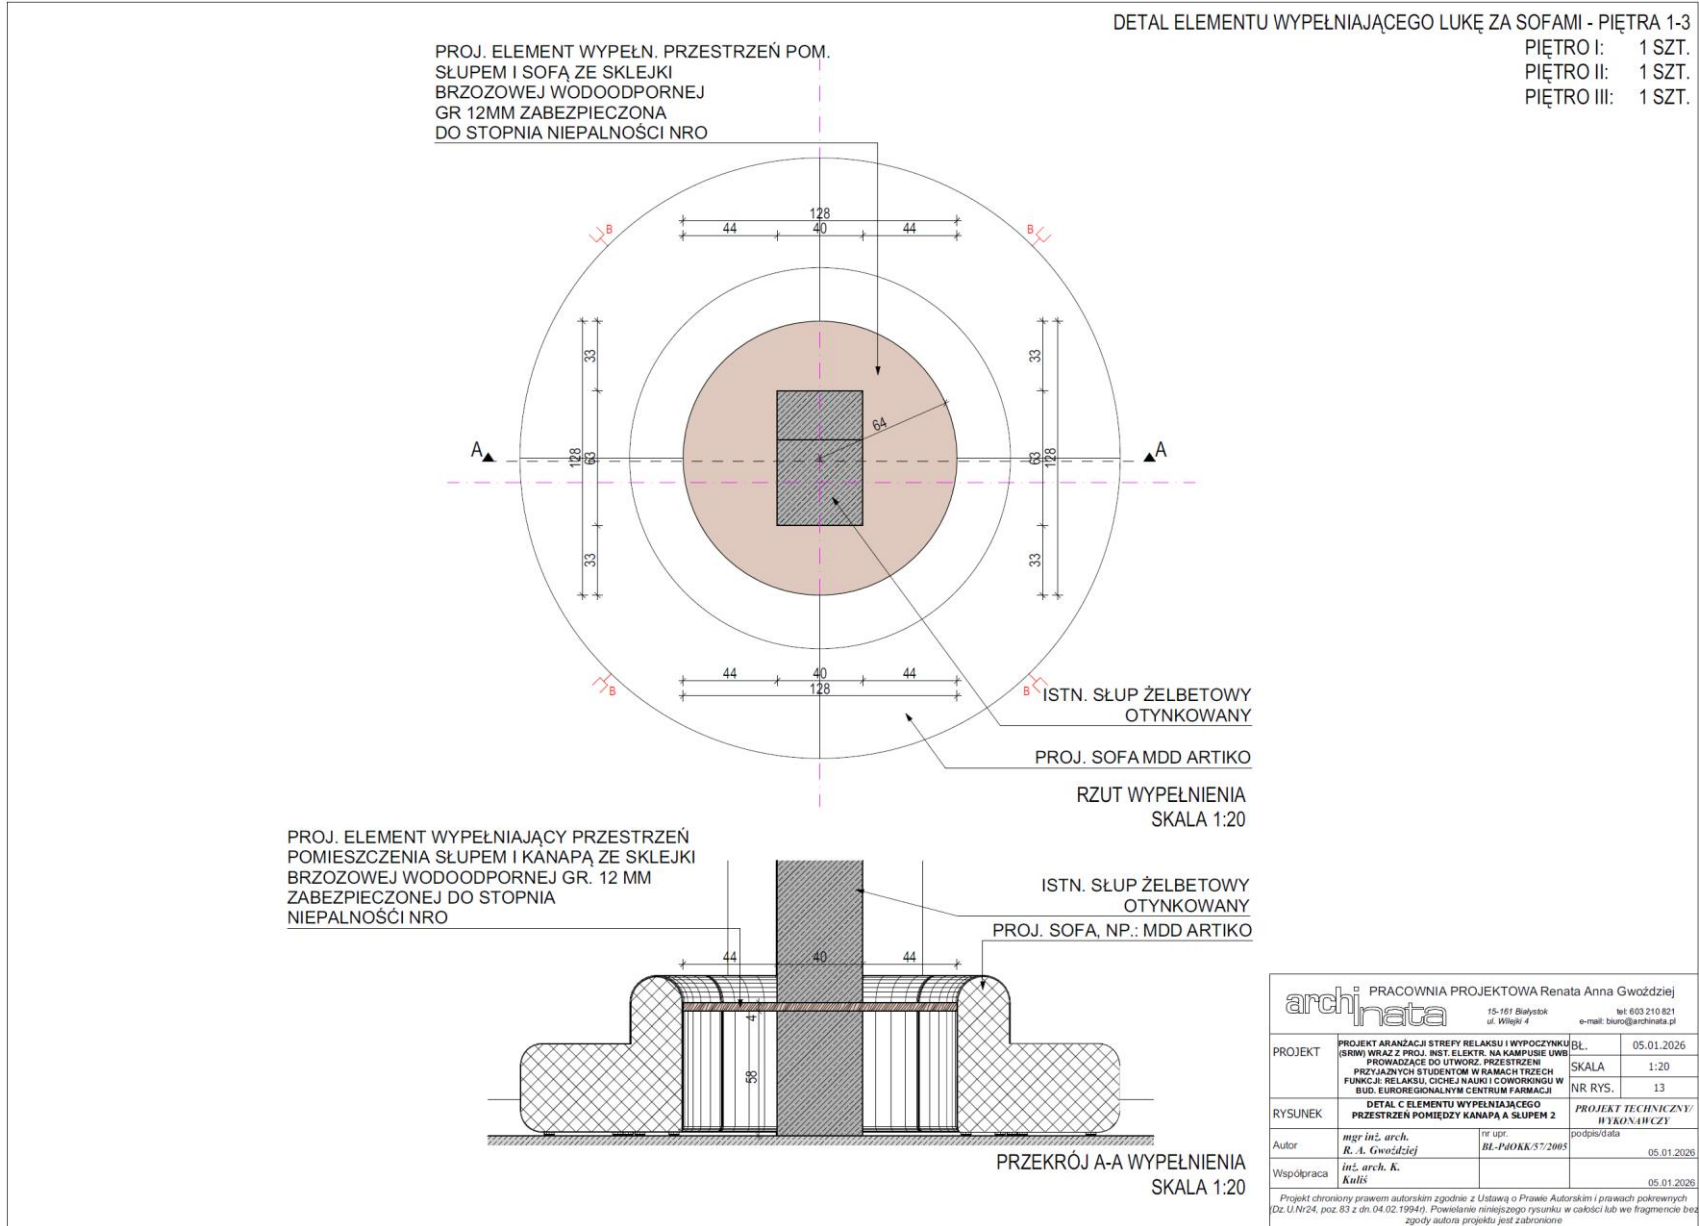 DETAL ELEMENTU WYPEŁNIAJĄCEGO LUKĘ ZA SOFAMI - PIĘTRA 1-3
PIĘTRO I: 1 SZT.
PIĘTRO II: 1 SZT.
PIĘTRO III: 1 SZT.
PROJ. ELEMENT WYPEŁN. PRZESTRZEŃ POM.
SŁUPEM I SOFĄ ZE SKLEJKI
BRZOZOWEJ WODOODPORNEJ
GR 12MM ZABEZPIECZONA
DO STOPNIA NIEPALNOŚCI NRO
128
44 40 44
B
B
33
33
64
A
A
128
63
63
128
33
33
44 40 44
128
B
B
ISTN. SŁUP ŻELBETOWY
OTYNKOWANY
PROJ. SOFA MDD ARTIKO
RZUT WYPEŁNIENIA
SKALA 1:20
PROJ. ELEMENT WYPEŁNIAJĄCY PRZESTRZEŃ
POMIESZCZENIA SŁUPEM I KANAPĄ ZE SKLEJKI
BRZOZOWEJ WODOODPORNEJ GR. 12 MM
ZABEZPIECZONEJ DO STOPNIA
NIEPALNOŚĆI NRO
ISTN. SŁUP ŻELBETOWY
OTYNKOWANY
PROJ. SOFA, NP.: MDD ARTIKO
44 40 44
4
58
PRZEKRÓJ A-A WYPEŁNIENIA
SKALA 1:20
archinata
PRACOWNIA PROJEKTOWA Renata Anna Gwoździej
15-161 Białystok tel: 603 210 821
ul. Wilejki 4 e-mail: biuro@archinata.pl
PROJEKT
PROJEKT ARANŻACJI STREFY RELAKSU I WYPOCZYNKU
(SRIW) WRAZ Z PROJ. INST. ELEKTR. NA KAMPUSIE UWB
PROWADZĄCE DO UTWORZ. PRZESTRZENI
PRZYJAZNYCH STUDENTOM W RAMACH TRZECH
FUNKCJI: RELAKSU, CICHEJ NAUKI I COWORKINGU W
BUD. EUROREGIONALNYM CENTRUM FARMACJI
BŁ. 05.01.2026
SKALA 1:20
NR RYS. 13
RYSUNEK
DETAL C ELEMENTU WYPEŁNIAJĄCEGO
PRZESTRZEŃ POMIĘDZY KANAPĄ A SŁUPEM 2
PROJEKT TECHNICZNY/
WYKONAWCZY
Autor
mgr inż. arch.
R. A. Gwoździej
nr upr.
BŁ-PdOKK/57/2005
podpis/data
05.01.2026
Współpraca
inż. arch. K.
Kuliś
05.01.2026
Projekt chroniony prawem autorskim zgodnie z Ustawą o Prawie Autorskim i prawach pokrewnych
(Dz.U.Nr24, poz.83 z dn.04.02.1994r). Powielanie niniejszego rysunku w całości lub we fragmencie bez
zgody autora projektu jest zabronione